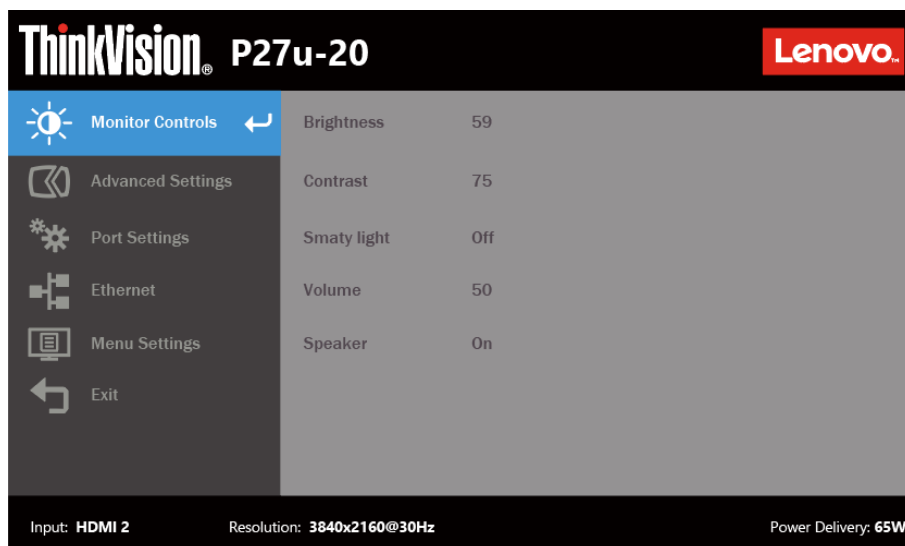 ThinkVision® P27u-20 Lenovo™
Monitor Controls Brightness 59
Advanced Settings Contrast 75
Port Settings Smaty light Off
Ethernet Volume 50
Menu Settings Speaker On
Exit
Input: HDMI 2 Resolution: 3840x2160@30Hz Power Delivery: 65W